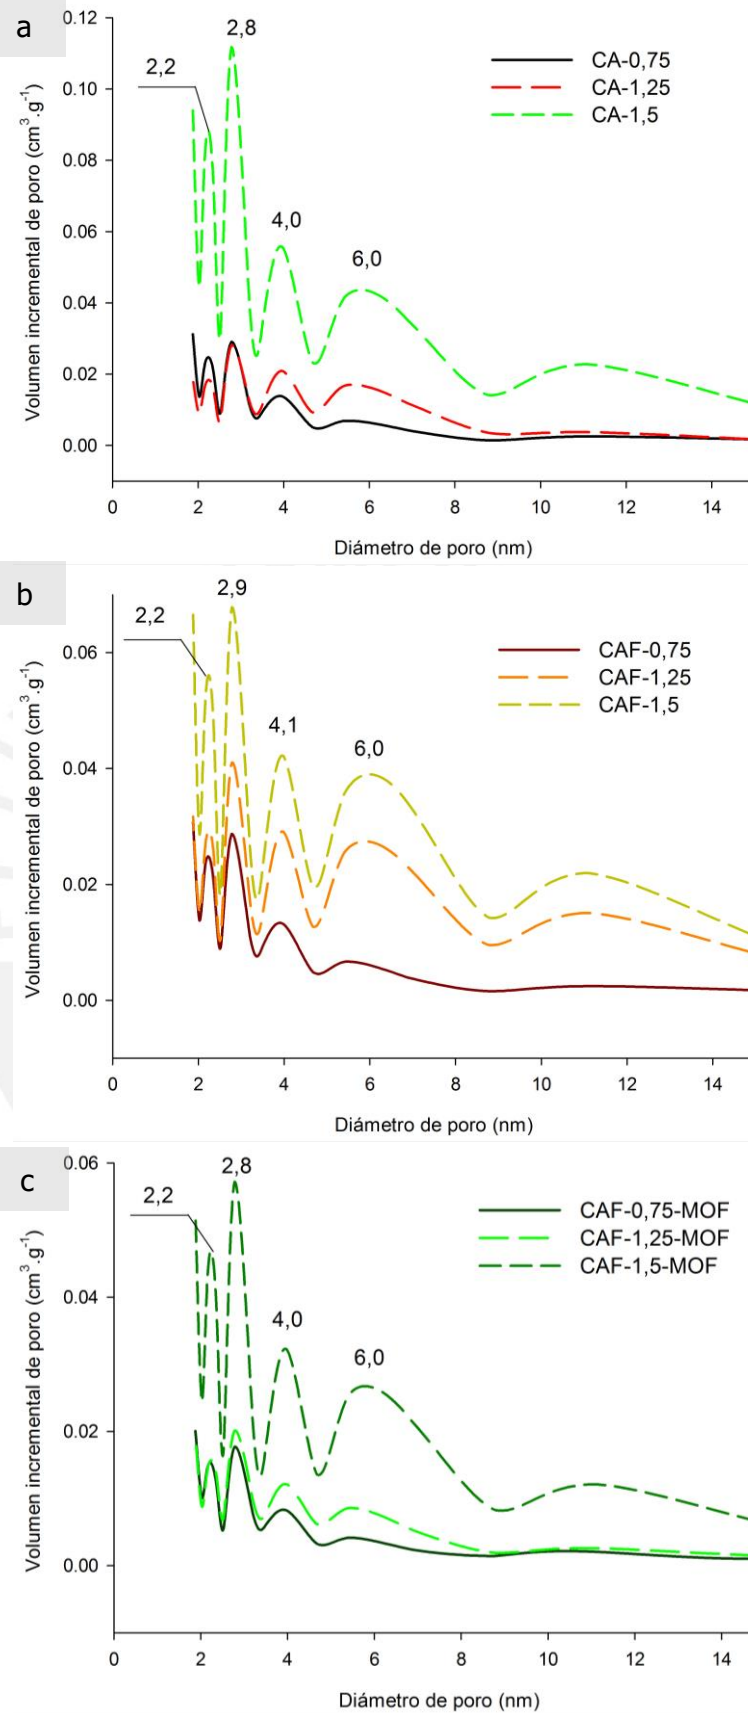 a
0.12
2,8
2,2
CA-0,75
CA-1,25
CA-1,5
0.10
0.08
0.06
4,0
6,0
0.04
0.02
0.00
Volumen incremental de poro (cm³.g⁻¹)
0 2 4 6 8 10 12 14
Diámetro de poro (nm)
b
2,9
2,2
CAF-0,75
CAF-1,25
CAF-1,5
0.06
4,1
6,0
0.04
0.02
0.00
Volumen incremental de poro (cm³.g⁻¹)
0 2 4 6 8 10 12 14
Diámetro de poro (nm)
c
0.06
2,8
2,2
CAF-0,75-MOF
CAF-1,25-MOF
CAF-1,5-MOF
0.04
4,0
6,0
0.02
0.00
Volumen incremental de poro (cm³.g⁻¹)
0 2 4 6 8 10 12 14
Diámetro de poro (nm)